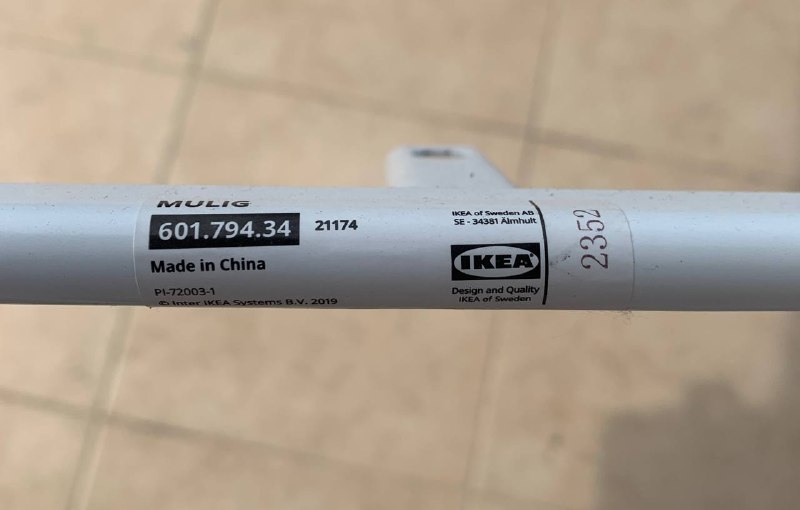 MULIG
601.794.34 21174
Made in China
PI-72003-1
© Inter IKEA Systems B.V. 2019
IKEA of Sweden AB
SE - 34381 Älmhult
IKEA
Design and Quality
IKEA of Sweden
2352